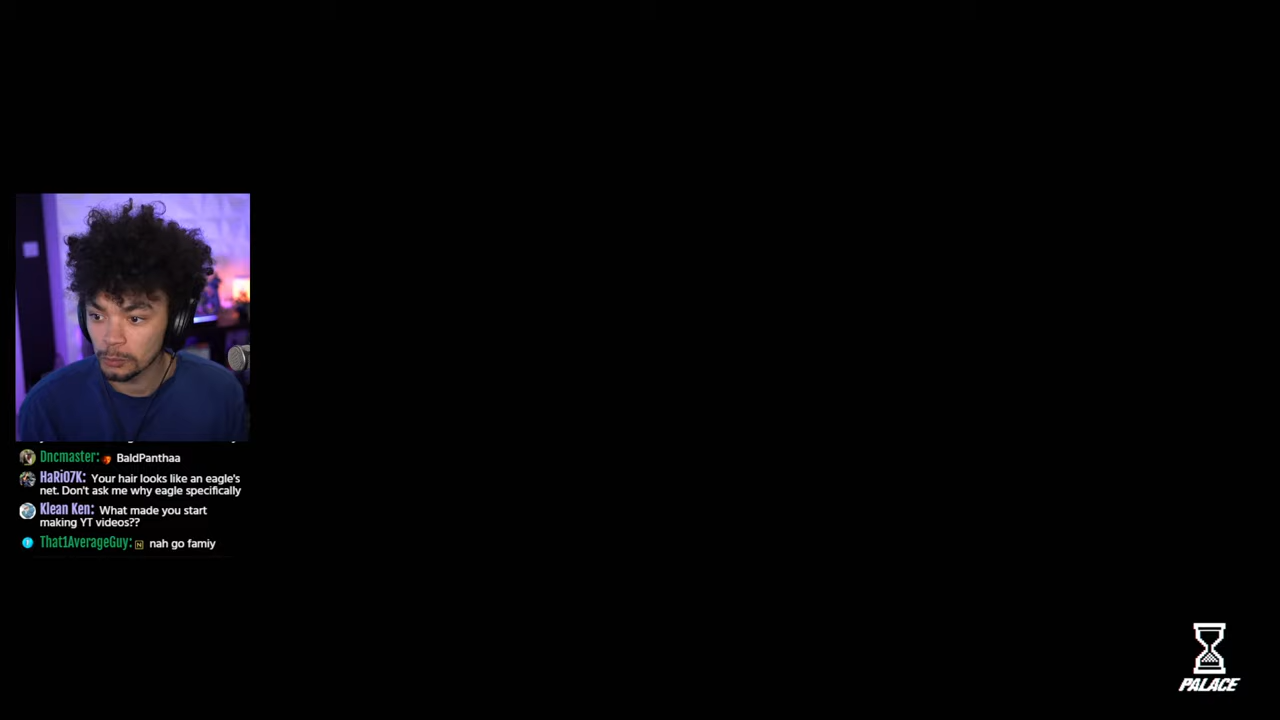 Dncmaster: BaldPanthaa
HaRi07K: Your hair looks like an eagle's
net. Don't ask me why eagle specifically
Klean Ken: What made you start
making YT videos??
That1AverageGuy: nah go famiy
PALACE